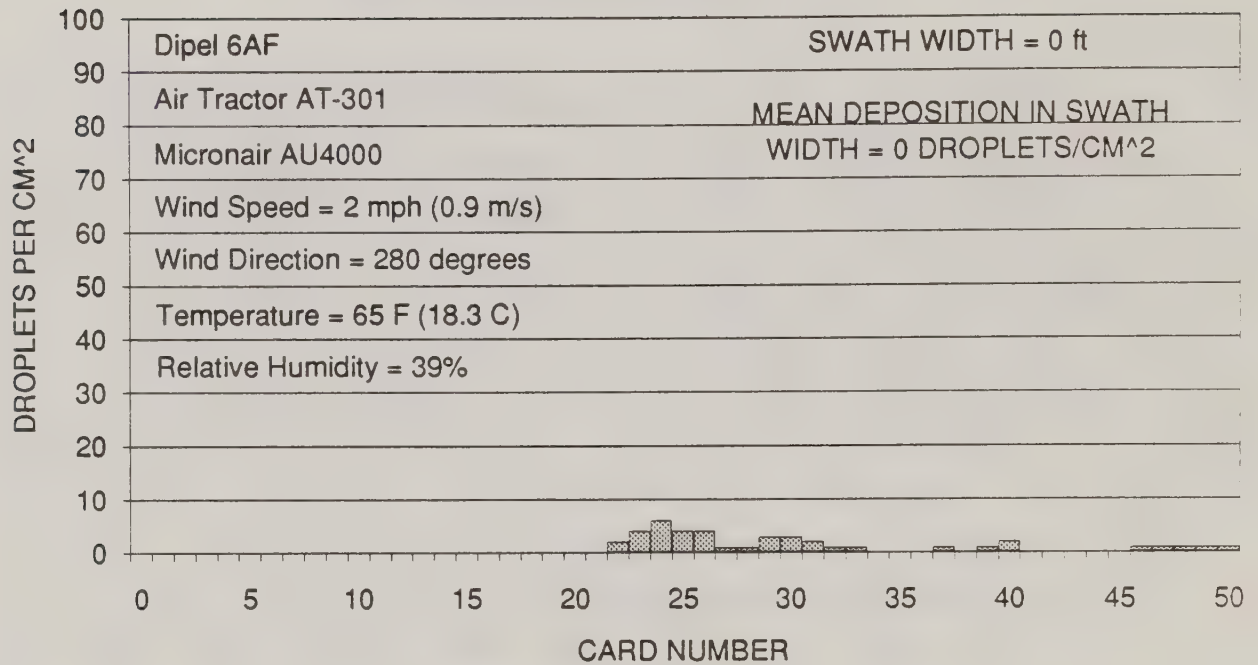 DROPLETS PER CM^2
100
90
80
70
60
50
40
30
20
10
0
Dipel 6AF
Air Tractor AT-301
Micronair AU4000
Wind Speed = 2 mph (0.9 m/s)
Wind Direction = 280 degrees
Temperature = 65 F (18.3 C)
Relative Humidity = 39%
SWATH WIDTH = 0 ft
MEAN DEPOSITION IN SWATH
WIDTH = 0 DROPLETS/CM^2
0 5 10 15 20 25 30 35 40 45 50
CARD NUMBER